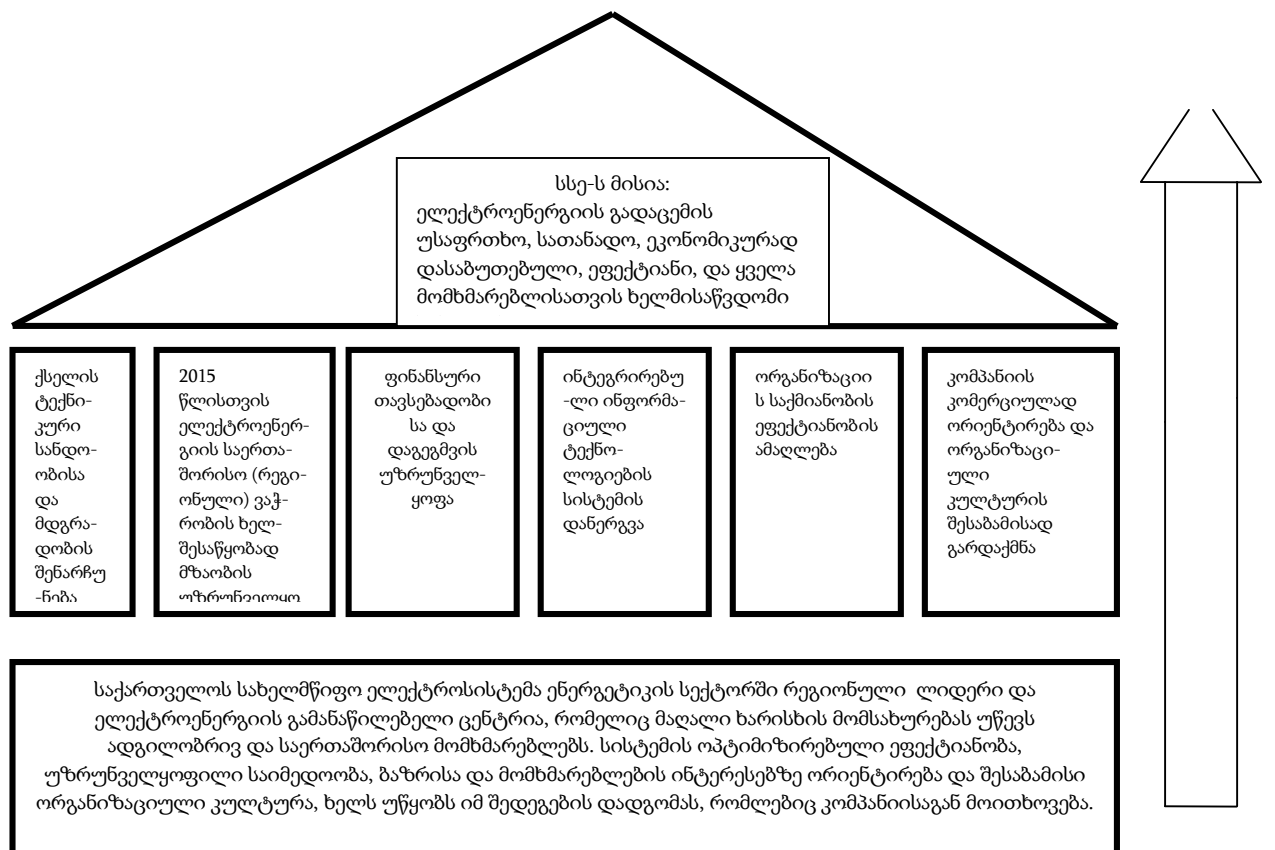 სსე-ს მისია:
ელექტროენერგიის გადაცემის
უსაფრთხო, სათანადო, ეკონომიკურად
დასაბუთებული, ეფექტიანი, და ყველა
მომხმარებლისათვის ხელმისაწვდომი
ქსელის
ტექნი-
კური
სანდო-
ობისა
და
მდგრა-
დობის
შენარჩუ
-ნება
2015
წლისთვის
ელექტროენერ-
გიის საერთა-
შორისო (რეგი-
ონული) ვაჭ-
რობის ხელ-
შესაწყობად
მზაობის
უზრუნველყო
ფინანსური
თავსებადობი
სა და
დაგეგმვის
უზრუნველ-
ყოფა
ინტეგრირებუ
-ლი ინფორმა-
ციული
ტექნო-
ლოგიების
სისტემის
დანერგვა
ორგანიზაციი
ს საქმიანობის
ეფექტიანობის
ამაღლება
კომპანიის
კომერციულად
ორიენტირება და
ორგანიზაცი-
ული
კულტურის
შესაბამისად
გარდაქმნა
საქართველოს სახელმწიფო ელექტროსისტემა ენერგეტიკის სექტორში რეგიონული ლიდერი და
ელექტროენერგიის გამანაწილებელი ცენტრია, რომელიც მაღალი ხარისხის მომსახურებას უწევს
ადგილობრივ და საერთაშორისო მომხმარებლებს. სისტემის ოპტიმიზირებული ეფექტიანობა,
უზრუნველყოფილი საიმედოობა, ბაზრისა და მომხმარებლების ინტერესებზე ორიენტირება და შესაბამისი
ორგანიზაციული კულტურა, ხელს უწყობს იმ შედეგების დადგომას, რომლებიც კომპანიისაგან მოითხოვება.